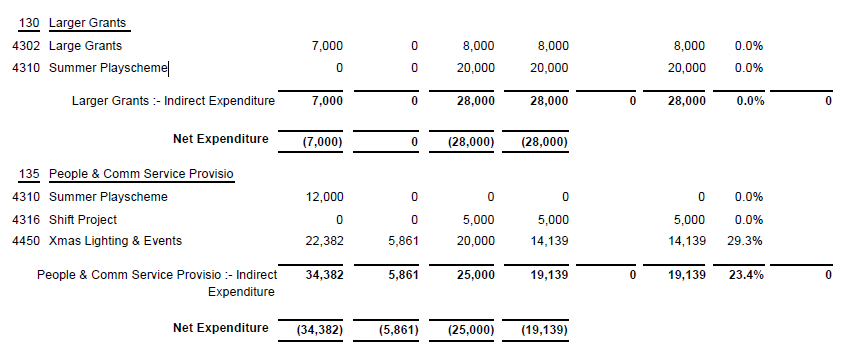 130 Larger Grants
4302 Large Grants 7,000 0 8,000 8,000 8,000 0.0%
4310 Summer Playscheme 0 0 20,000 20,000 20,000 0.0%
Larger Grants :- Indirect Expenditure 7,000 0 28,000 28,000 0 28,000 0.0% 0
Net Expenditure (7,000) 0 (28,000) (28,000)
135 People & Comm Service Provisio
4310 Summer Playscheme 12,000 0 0 0 0 0.0%
4316 Shift Project 0 0 5,000 5,000 5,000 0.0%
4450 Xmas Lighting & Events 22,382 5,861 20,000 14,139 14,139 29.3%
People & Comm Service Provisio :- Indirect 34,382 5,861 25,000 19,139 0 19,139 23.4% 0
Expenditure
Net Expenditure (34,382) (5,861) (25,000) (19,139)